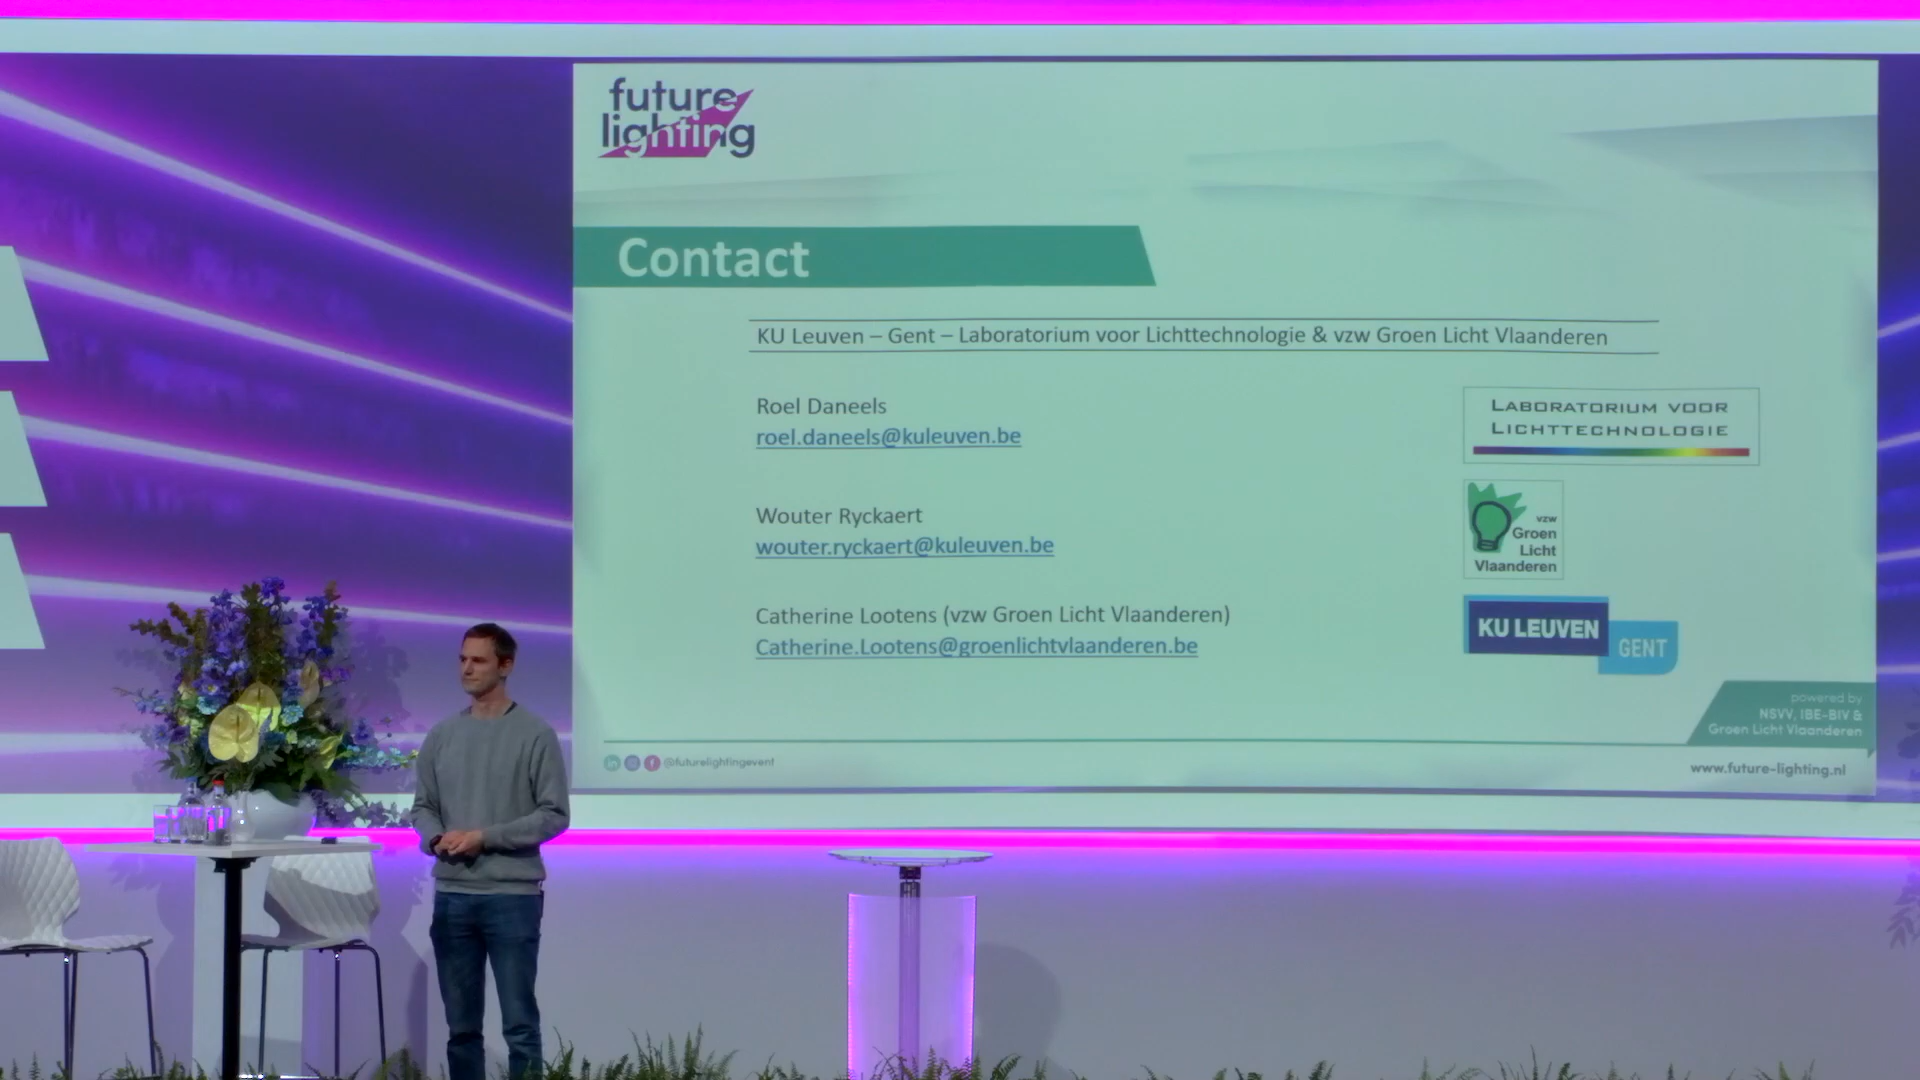 future
lighting
Contact
KU Leuven – Gent – Laboratorium voor Lichttechnologie & vzw Groen Licht Vlaanderen
Roel Daneels
roel.daneels@kuleuven.be
Wouter Ryckaert
wouter.ryckaert@kuleuven.be
Catherine Lootens (vzw Groen Licht Vlaanderen)
Catherine.Lootens@groenlichtvlaanderen.be
LABORATORIUM VOOR
LICHTTECHNOLOGIE
vzw
Groen
Licht
Vlaanderen
KU LEUVEN
GENT
powered by
NSVV, IBE-BIV &
Groen Licht Vlaanderen
@futurelightingevent
www.future-lighting.nl